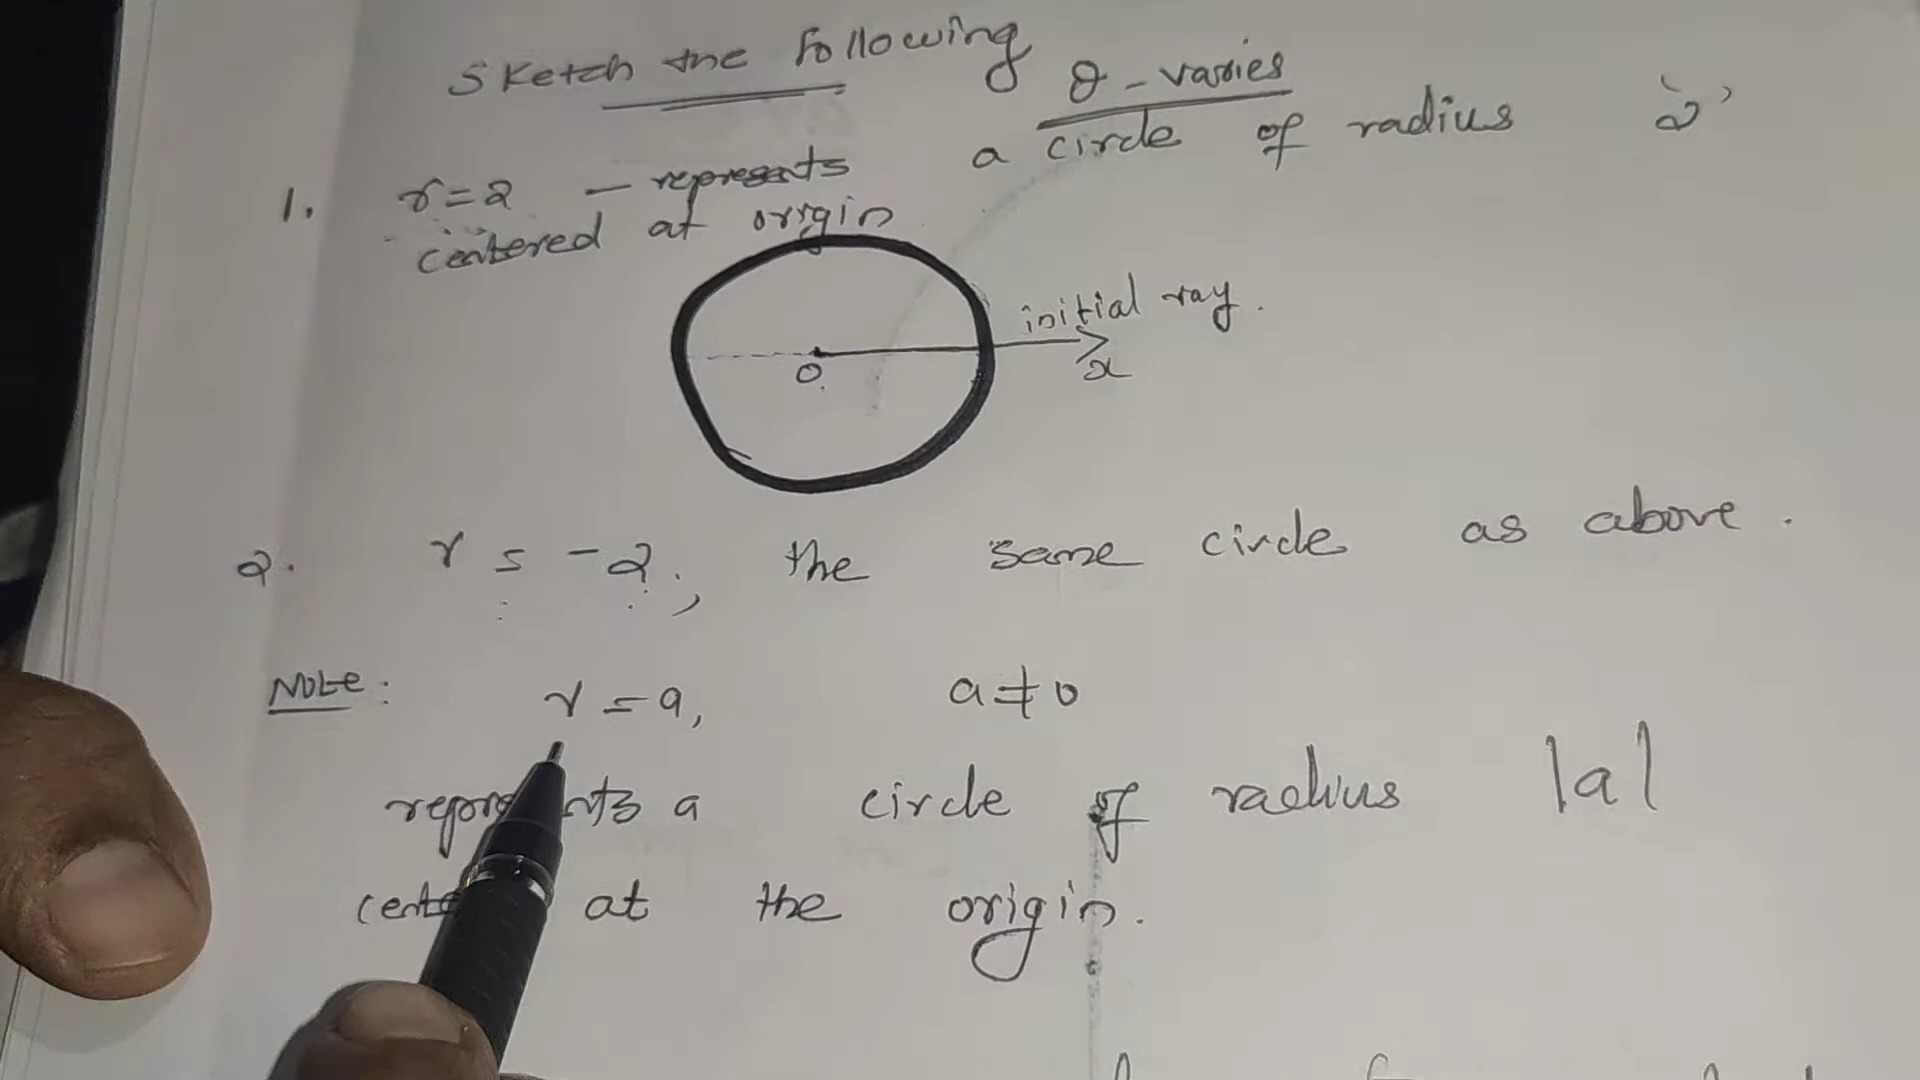 Sketch the following
θ - varies
1. r=2 — represents a circle of radius '2'
centered at origin
initial ray.
O
x
2. r = -2, the same circle as above.
Note: r = a, a ≠ 0
represents a circle of radius |a|
at the origin.